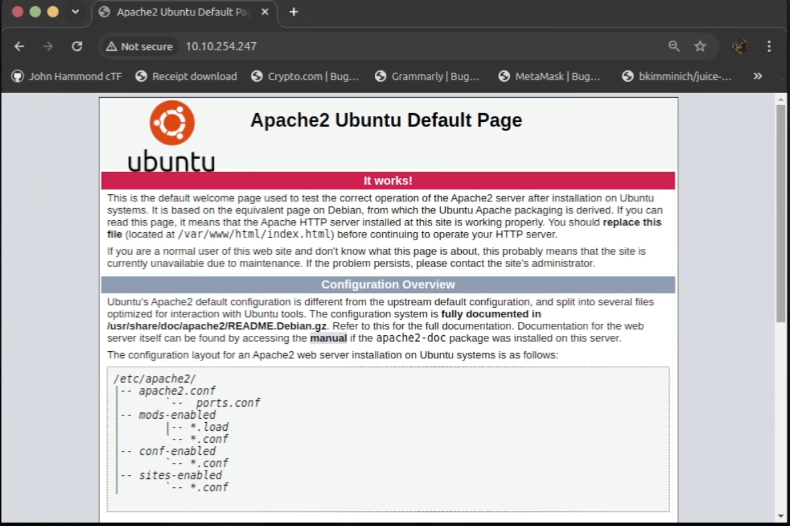 Apache2 Ubuntu Default Pa
Not secure 10.10.254.247
John Hammond cTF Receipt download Crypto.com | Bug... Grammarly | Bug... MetaMask | Bug... bkimminich/juice-... »
Apache2 Ubuntu Default Page
ubuntu
It works!
This is the default welcome page used to test the correct operation of the Apache2 server after installation on Ubuntu
systems. It is based on the equivalent page on Debian, from which the Ubuntu Apache packaging is derived. If you can
read this page, it means that the Apache HTTP server installed at this site is working properly. You should replace this
file (located at /var/www/html/index.html) before continuing to operate your HTTP server.
If you are a normal user of this web site and don't know what this page is about, this probably means that the site is
currently unavailable due to maintenance. If the problem persists, please contact the site's administrator.
Configuration Overview
Ubuntu's Apache2 default configuration is different from the upstream default configuration, and split into several files
optimized for interaction with Ubuntu tools. The configuration system is fully documented in
/usr/share/doc/apache2/README.Debian.gz. Refer to this for the full documentation. Documentation for the web
server itself can be found by accessing the manual if the apache2-doc package was installed on this server.
The configuration layout for an Apache2 web server installation on Ubuntu systems is as follows:
/etc/apache2/
|-- apache2.conf
|       `--  ports.conf
|-- mods-enabled
|       |-- *.load
|       `-- *.conf
|-- conf-enabled
|       `-- *.conf
|-- sites-enabled
|       `-- *.conf